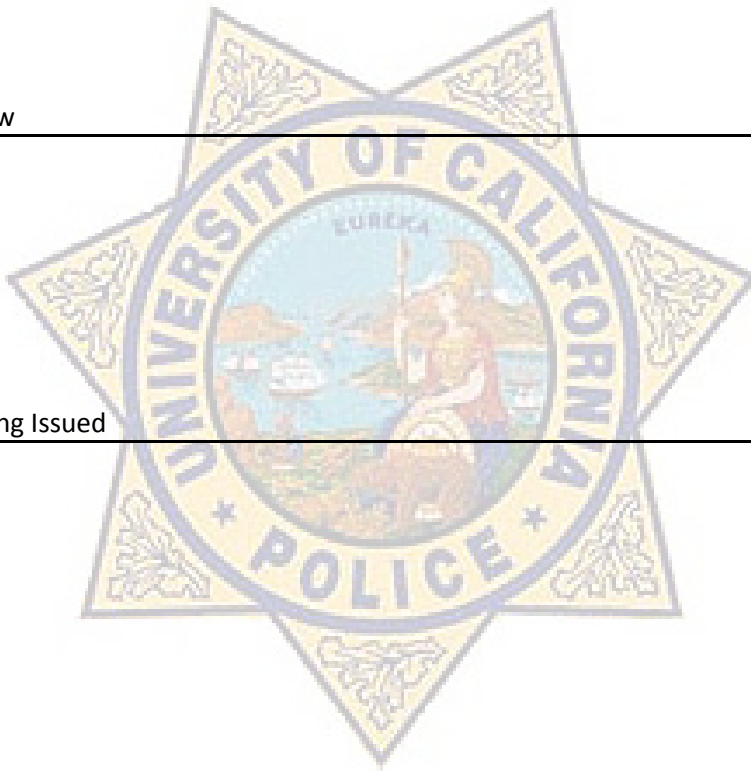 w
UNIVERSITY OF CALIFORNIA
EUREKA
ng Issued
* POLICE *